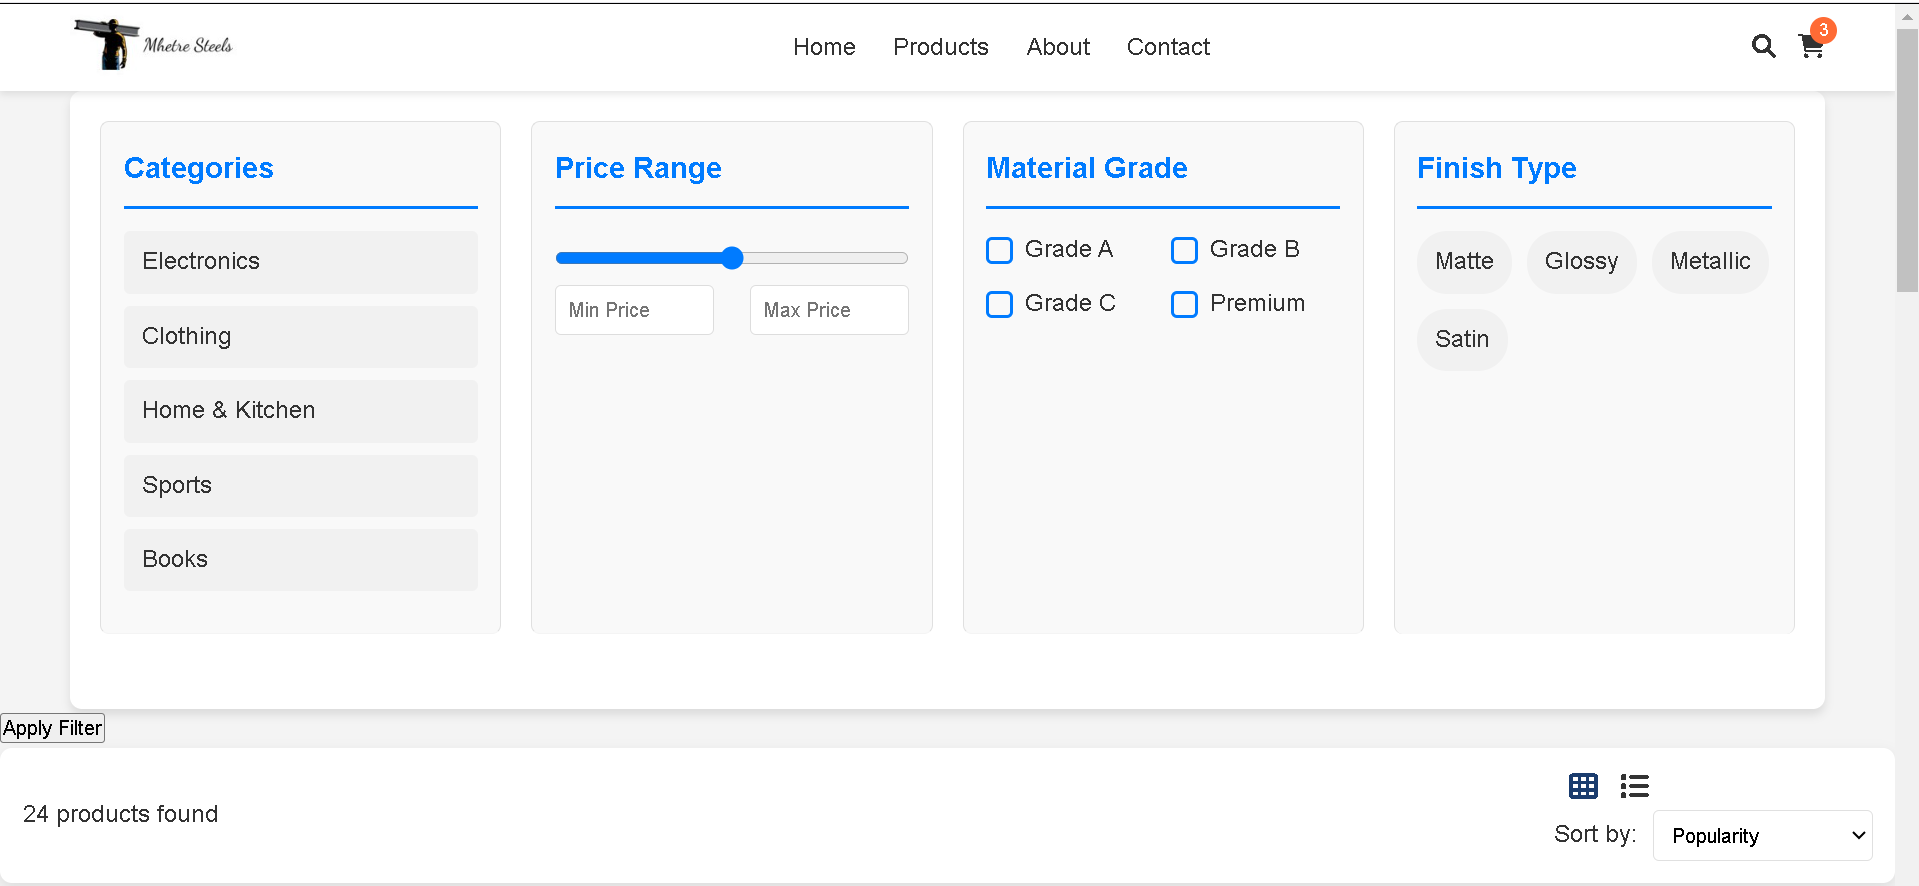 Mhetre Steels
Home Products About Contact
3
Categories
Electronics
Clothing
Home & Kitchen
Sports
Books
Price Range
Min Price Max Price
Material Grade
Grade A Grade B
Grade C Premium
Finish Type
Matte Glossy Metallic
Satin
Apply Filter
24 products found
Sort by: Popularity